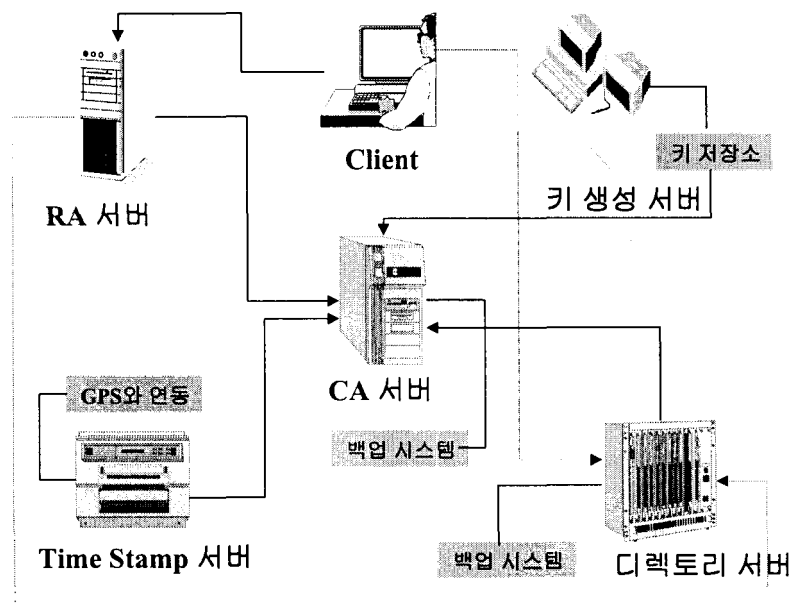 Client
키 저장소
키 생성 서버
RA 서버
CA 서버
GPS와 연동
백업 시스템
Time Stamp 서버
백업 시스템
디렉토리 서버